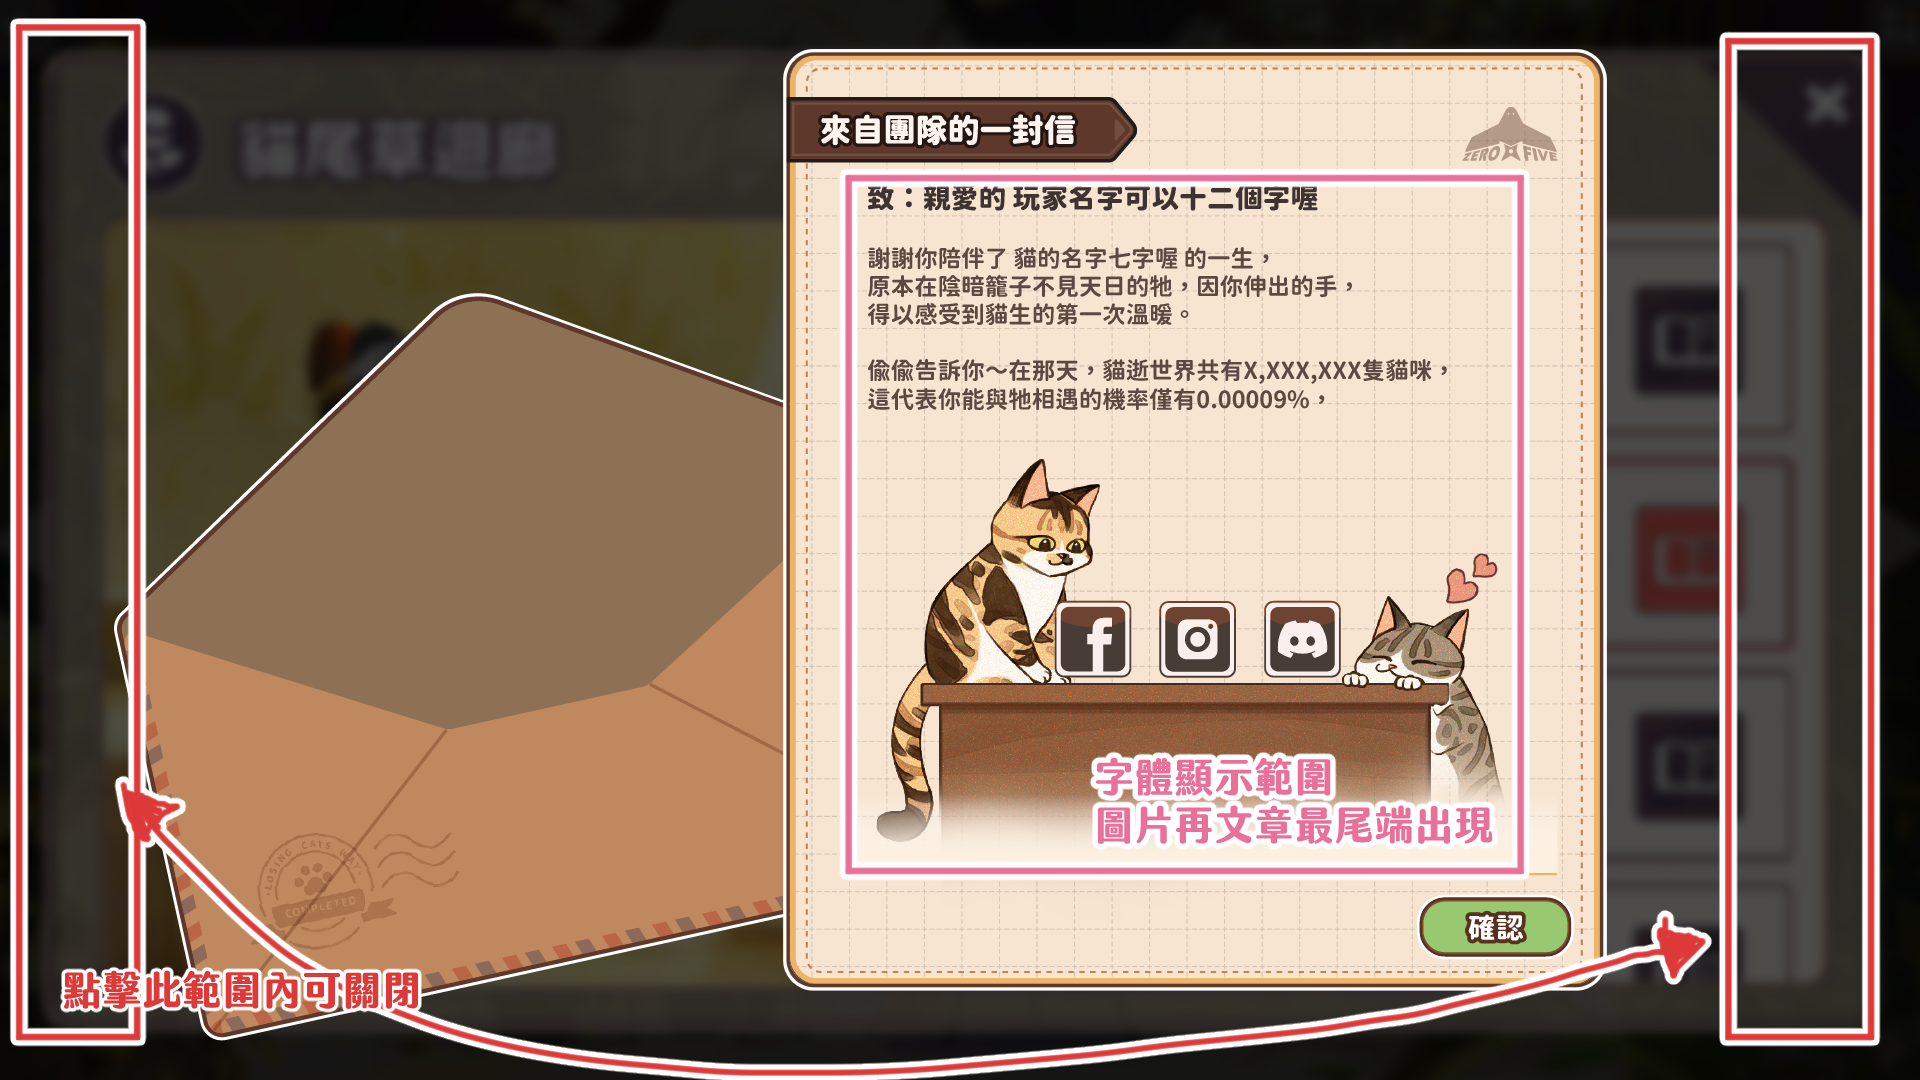 貓尾草迴廊
來自團隊的一封信
ZERO FIVE
致：親愛的 玩家名字可以十二個字喔
謝謝你陪伴了 貓的名字七字喔 的一生，
原本在陰暗籠子不見天日的牠，因你伸出的手，
得以感受到貓生的第一次溫暖。
偷偷告訴你～在那天，貓逝世界共有X,XXX,XXX隻貓咪，
這代表你能與牠相遇的機率僅有0.00009%，
字體顯示範圍
圖片再文章最尾端出現
確認
COMPLETED
點擊此範圍內可關閉